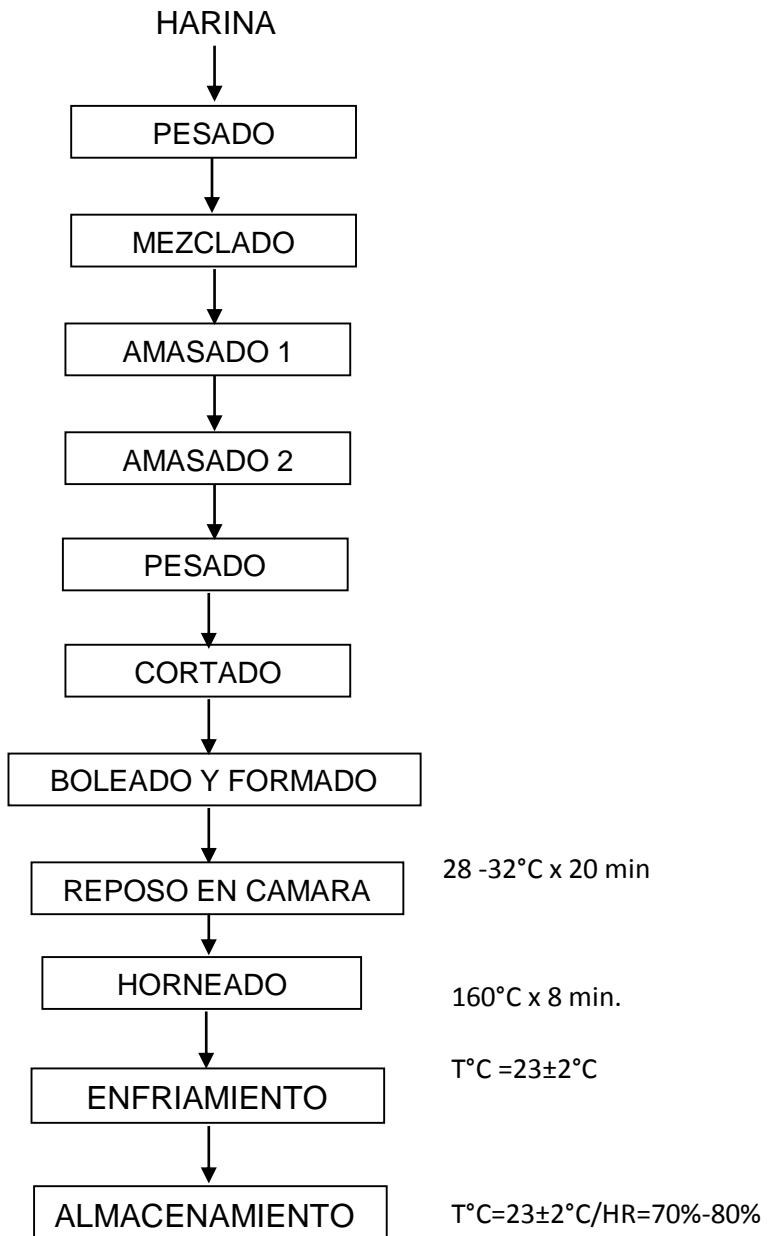 HARINA
PESADO
MEZCLADO
AMASADO 1
AMASADO 2
PESADO
CORTADO
BOLEADO Y FORMADO
REPOSO EN CAMARA
28 -32°C x 20 min
HORNEADO
160°C x 8 min.
T°C =23±2°C
ENFRIAMIENTO
ALMACENAMIENTO
T°C=23±2°C/HR=70%-80%